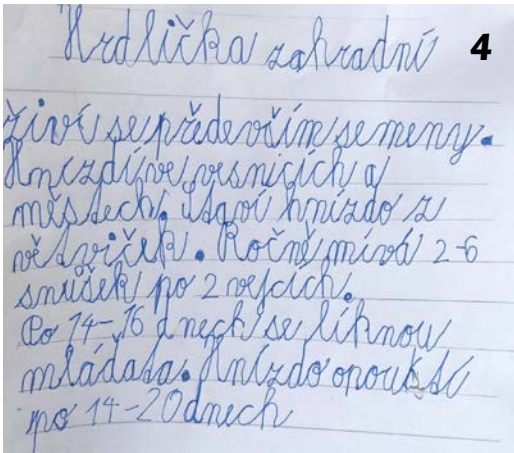 Hrdlička zahradní 4
živí se především semeny.
Hnízdí ve vesnicích a
městech. Staví hnízdo z
větviček. Ročně mívá 2-6
snůšek po 2 vejcích.
Po 14-16 dnech se líhnou
mláďata. Hnízdo opouští
po 14-20 dnech